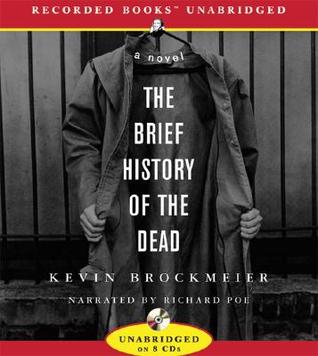 RECORDED BOOKS™ UNABRIDGED
a novel
THE
BRIEF
HISTORY
OF THE
DEAD
KEVIN BROCKMEIER
NARRATED BY RICHARD POE
UNABRIDGED
ON 8 CDs